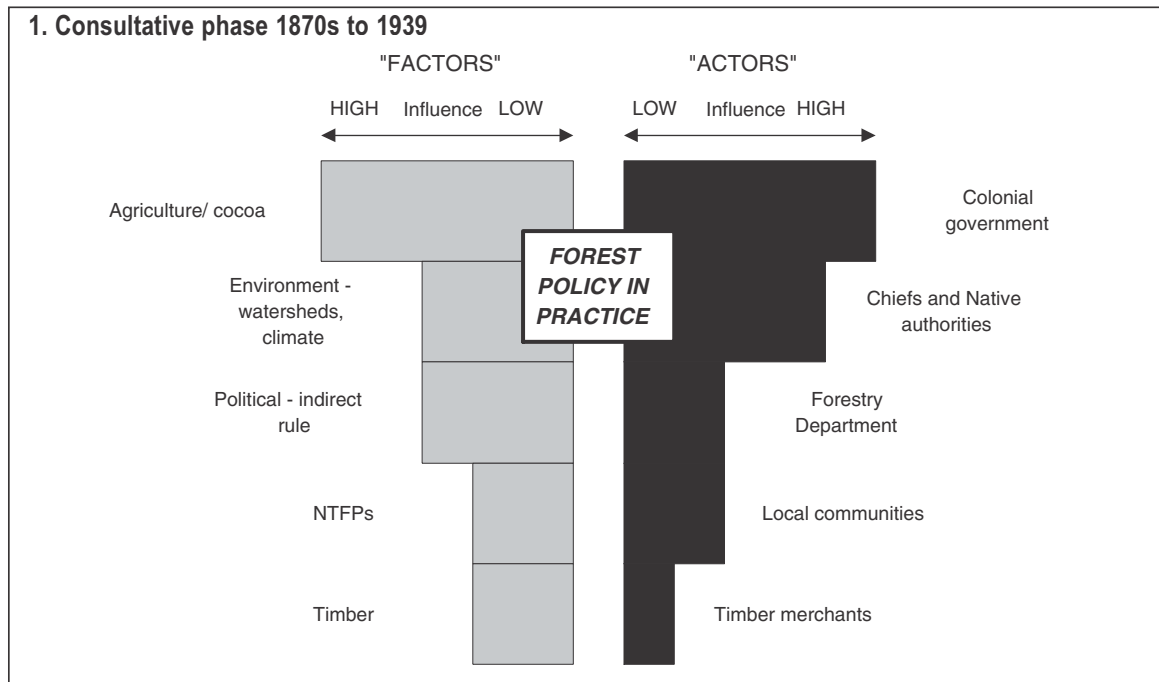 1. Consultative phase 1870s to 1939
"FACTORS"
"ACTORS"
HIGH Influence LOW
LOW Influence HIGH
Agriculture/ cocoa
Colonial
government
FOREST
POLICY IN
PRACTICE
Environment -
watersheds,
climate
Chiefs and Native
authorities
Political - indirect
rule
Forestry
Department
NTFPs
Local communities
Timber
Timber merchants